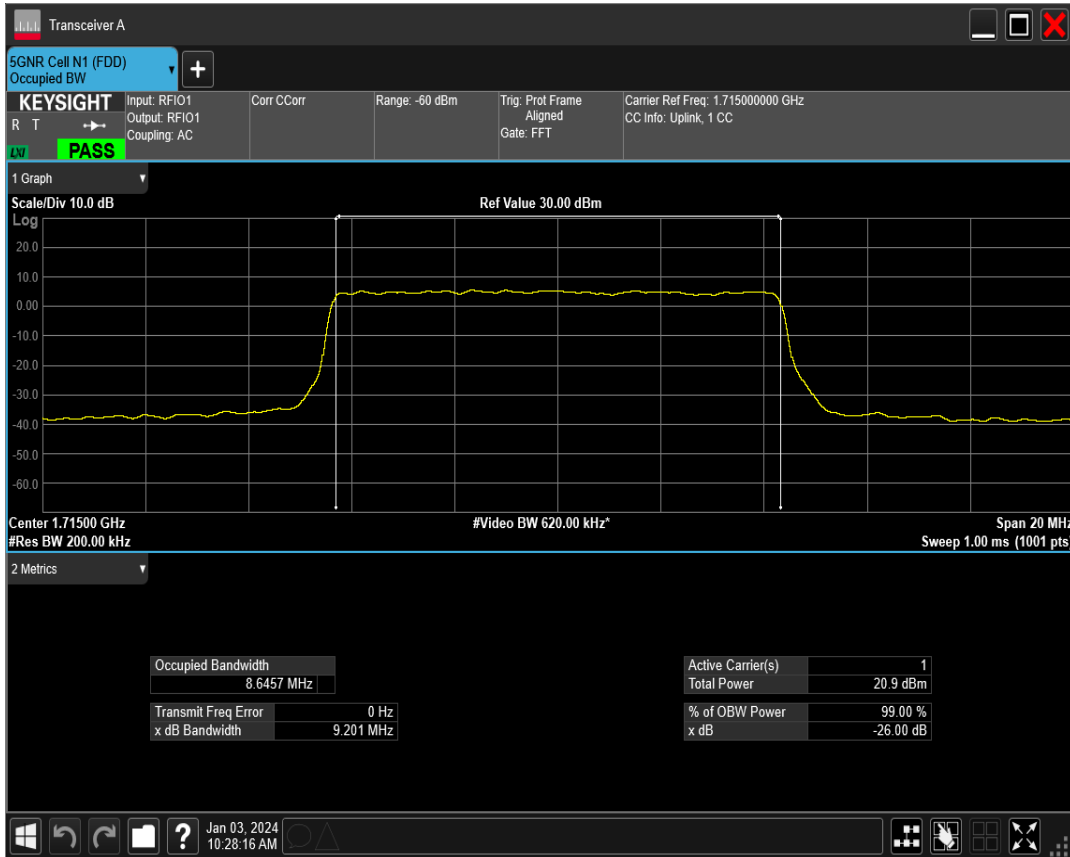 Transceiver A
5GNR Cell N1 (FDD)
Occupied BW
+
KEYSIGHT
R T
LXI
PASS
Input: RFIO1
Output: RFIO1
Coupling: AC
Corr CCorr
Range: -60 dBm
Trig: Prot Frame
Aligned
Gate: FFT
Carrier Ref Freq: 1.715000000 GHz
CC Info: Uplink, 1 CC
1 Graph
Scale/Div 10.0 dB
Ref Value 30.00 dBm
Log
20.0
10.0
0.00
-10.0
-20.0
-30.0
-40.0
-50.0
-60.0
Center 1.71500 GHz
#Video BW 620.00 kHz*
Span 20 MHz
#Res BW 200.00 kHz
Sweep 1.00 ms (1001 pts)
2 Metrics
Occupied Bandwidth
8.6457 MHz
Transmit Freq Error 0 Hz
x dB Bandwidth 9.201 MHz
Active Carrier(s) 1
Total Power 20.9 dBm
% of OBW Power 99.00 %
x dB -26.00 dB
?
Jan 03, 2024
10:28:16 AM